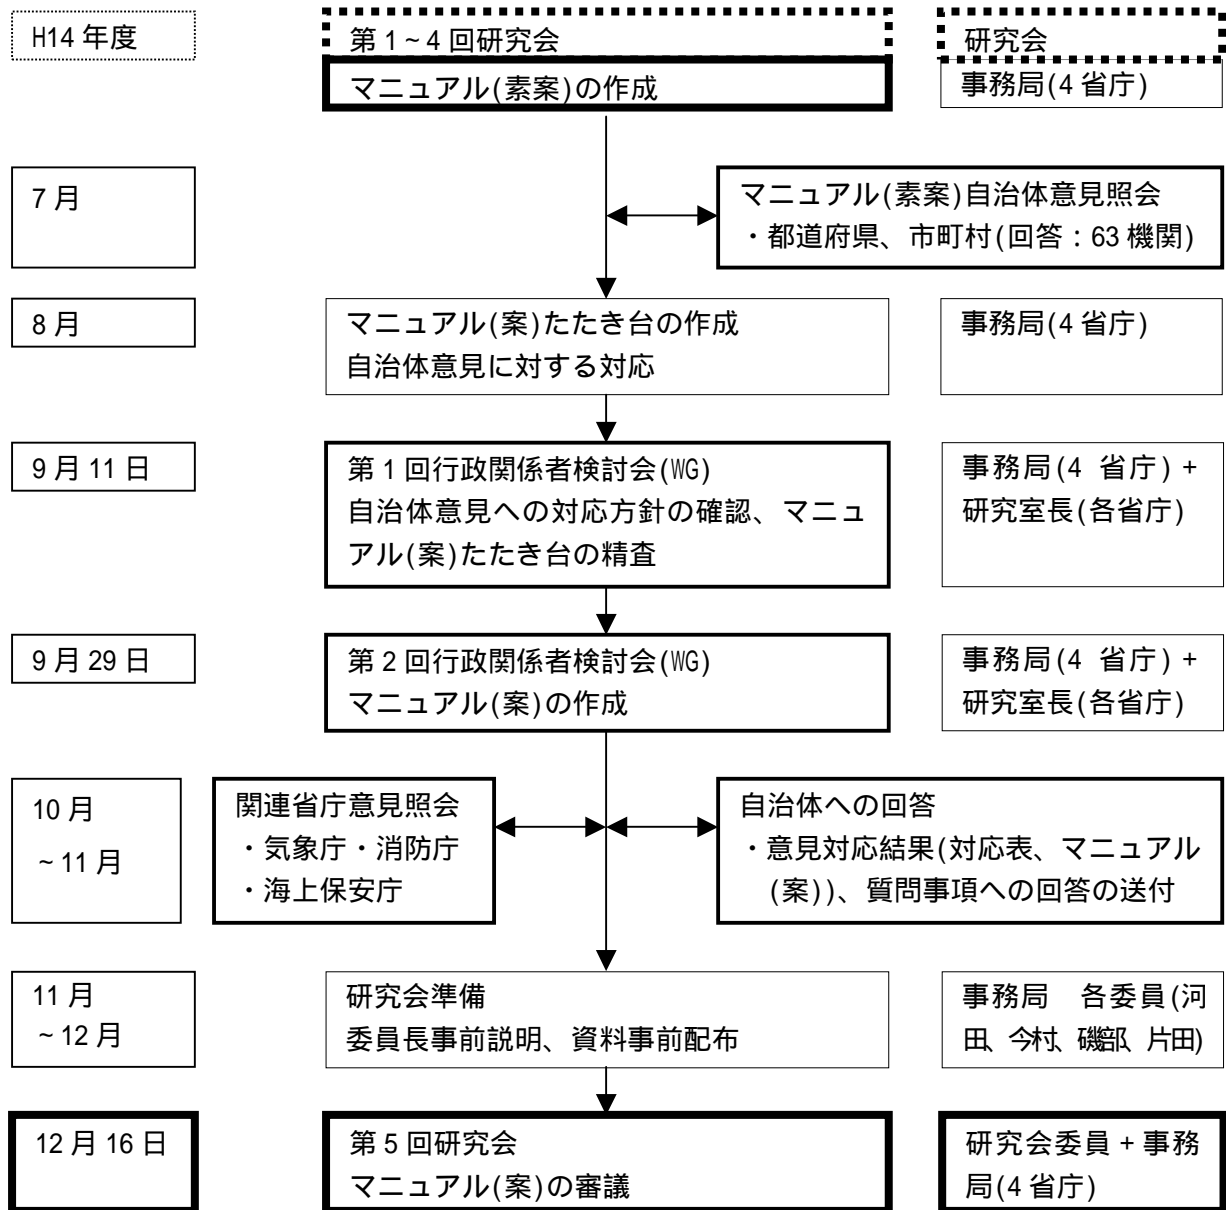 H14 年度
第 1 ~ 4 回研究会
研究会
マニュアル(素案)の作成
事務局(4 省庁)
7 月
マニュアル(素案)自治体意見照会
・都道府県、市町村(回答：63 機関)
8 月
マニュアル(案)たたき台の作成
自治体意見に対する対応
事務局(4 省庁)
9 月 11 日
第 1 回行政関係者検討会(WG)
自治体意見への対応方針の確認、マニュ
アル(案)たたき台の精査
事務局(4 省庁) +
研究室長(各省庁)
9 月 29 日
第 2 回行政関係者検討会(WG)
マニュアル(案)の作成
事務局(4 省庁) +
研究室長(各省庁)
10 月
~ 11 月
関連省庁意見照会
・気象庁・消防庁
・海上保安庁
自治体への回答
・意見対応結果(対応表、マニュアル
(案))、質問事項への回答の送付
11 月
~ 12 月
研究会準備
委員長事前説明、資料事前配布
事務局　各委員(河
田、今村、磯部、片田)
12 月 16 日
第 5 回研究会
マニュアル(案)の審議
研究会委員 + 事務
局(4 省庁)